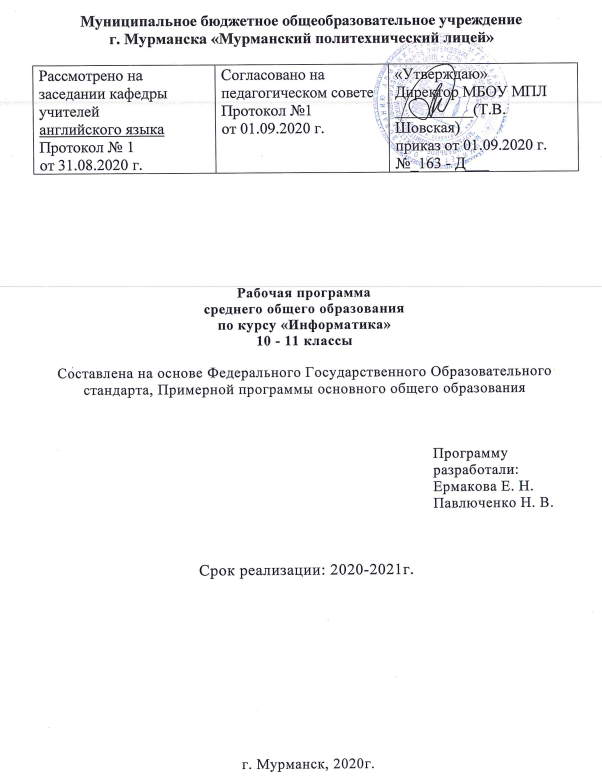 Муниципальное бюджетное общеобразовательное учреждение
г. Мурманска «Мурманский политехнический лицей»
Рассмотрено на
заседании кафедры
учителей
английского языка
Протокол № 1
от 31.08.2020 г.
Согласовано на
педагогическом совете
Протокол №1
от 01.09.2020 г.
«Утверждаю»
Директор МБОУ МПЛ
__________(Т.В.
Шовская)
приказ от 01.09.2020 г.
№_163 - Д___
Рабочая программа
среднего общего образования
по курсу «Информатика»
10 - 11 классы
Составлена на основе Федерального Государственного Образовательного
стандарта, Примерной программы основного общего образования
Программу
разработали:
Ермакова Е. Н.
Павлюченко Н. В.
Срок реализации: 2020-2021г.
г. Мурманск, 2020г.